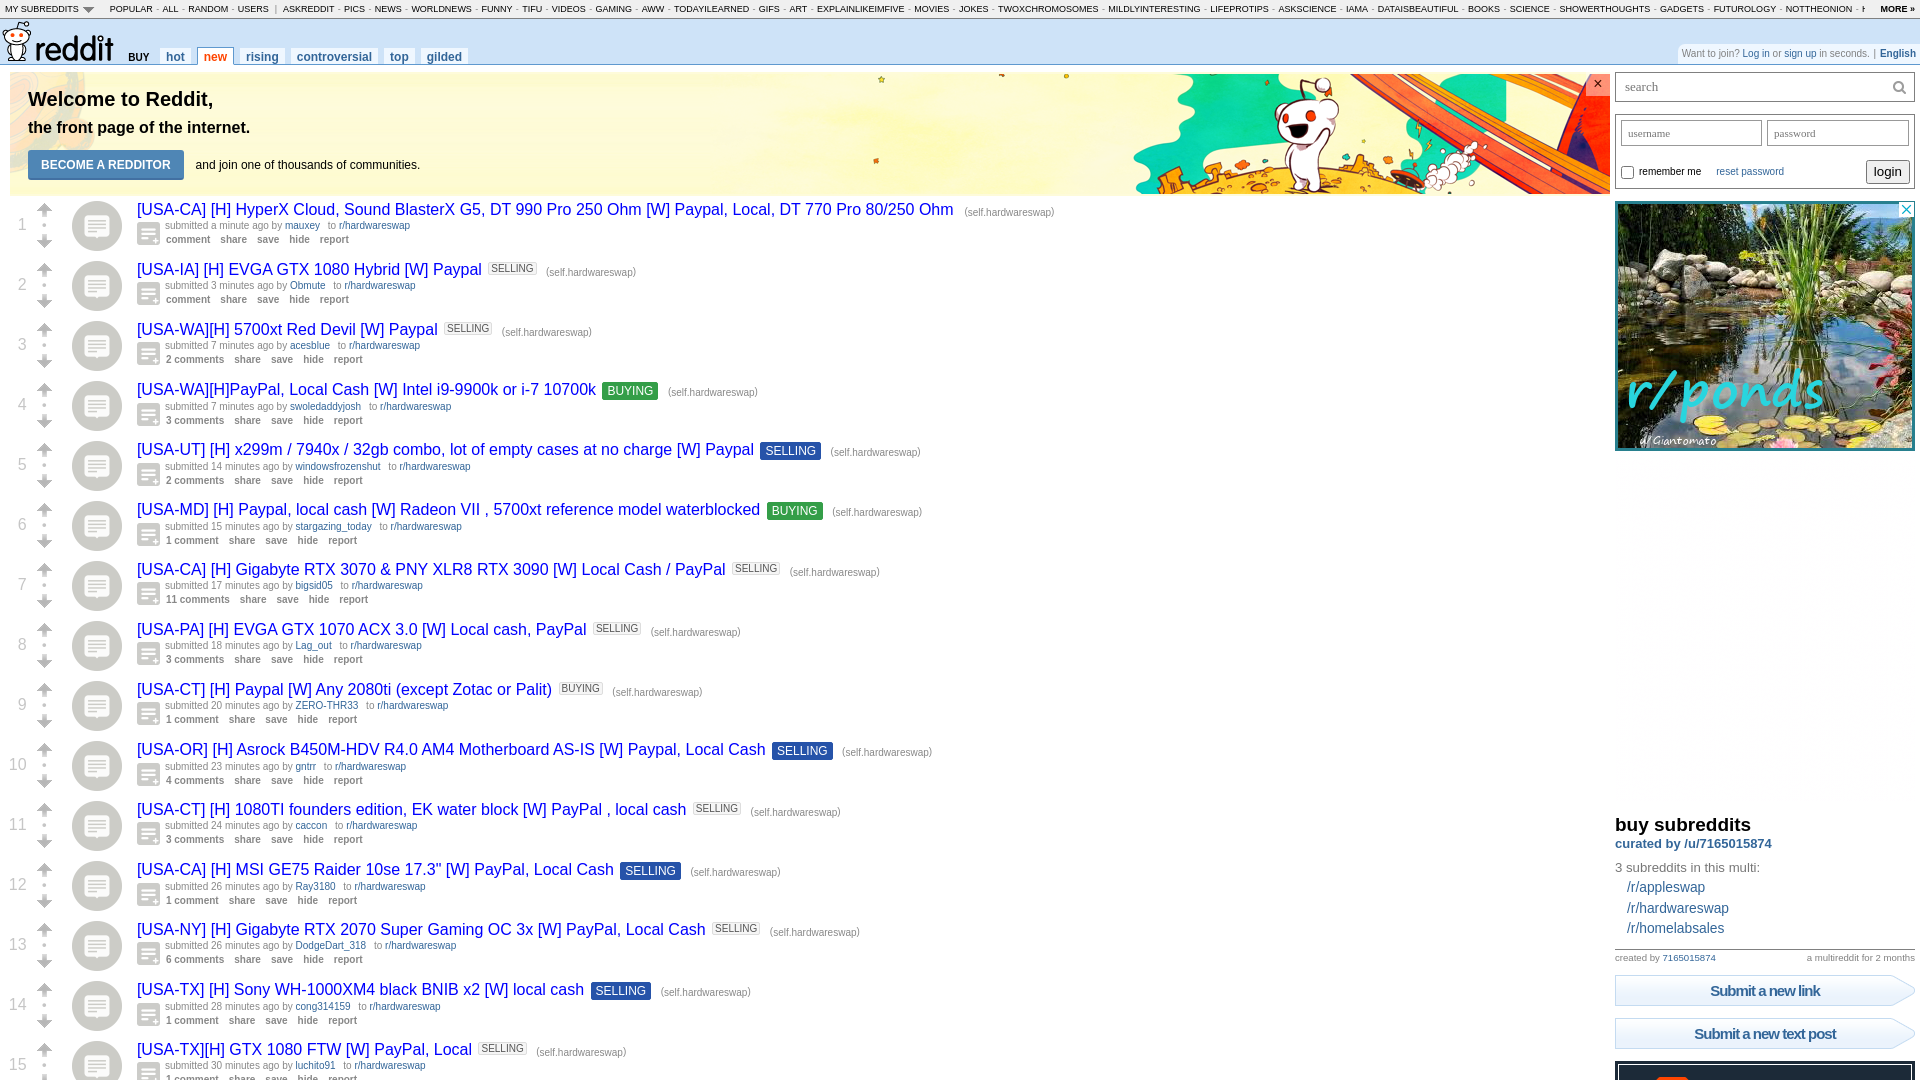 MY SUBREDDITS POPULAR - ALL - RANDOM - USERS | ASKREDDIT - PICS - NEWS - WORLDNEWS - FUNNY - TIFU - VIDEOS - GAMING - AWW - TODAYILEARNED - GIFS - ART - EXPLAINLIKEIMFIVE - MOVIES - JOKES - TWOXCHROMOSOMES - MILDLYINTERESTING - LIFEPROTIPS - ASKSCIENCE - IAMA - DATAISBEAUTIFUL - BOOKS - SCIENCE - SHOWERTHOUGHTS - GADGETS - FUTUROLOGY - NOTTHEONION - MORE »
reddit BUY hot new rising controversial top gilded
Want to join? Log in or sign up in seconds. | English
Welcome to Reddit,
the front page of the internet.
BECOME A REDDITOR and join one of thousands of communities.
×
search
username password
remember me reset password login
1 [USA-CA] [H] HyperX Cloud, Sound BlasterX G5, DT 990 Pro 250 Ohm [W] Paypal, Local, DT 770 Pro 80/250 Ohm (self.hardwareswap)
submitted a minute ago by mauxey to r/hardwareswap
comment share save hide report
2 [USA-IA] [H] EVGA GTX 1080 Hybrid [W] Paypal SELLING (self.hardwareswap)
submitted 3 minutes ago by Obmute to r/hardwareswap
comment share save hide report
3 [USA-WA][H] 5700xt Red Devil [W] Paypal SELLING (self.hardwareswap)
submitted 7 minutes ago by acesblue to r/hardwareswap
2 comments share save hide report
4 [USA-WA][H]PayPal, Local Cash [W] Intel i9-9900k or i-7 10700k BUYING (self.hardwareswap)
submitted 7 minutes ago by swoledaddyjosh to r/hardwareswap
3 comments share save hide report
5 [USA-UT] [H] x299m / 7940x / 32gb combo, lot of empty cases at no charge [W] Paypal SELLING (self.hardwareswap)
submitted 14 minutes ago by windowsfrozenshut to r/hardwareswap
2 comments share save hide report
6 [USA-MD] [H] Paypal, local cash [W] Radeon VII , 5700xt reference model waterblocked BUYING (self.hardwareswap)
submitted 15 minutes ago by stargazing_today to r/hardwareswap
1 comment share save hide report
7 [USA-CA] [H] Gigabyte RTX 3070 & PNY XLR8 RTX 3090 [W] Local Cash / PayPal SELLING (self.hardwareswap)
submitted 17 minutes ago by bigsid05 to r/hardwareswap
11 comments share save hide report
8 [USA-PA] [H] EVGA GTX 1070 ACX 3.0 [W] Local cash, PayPal SELLING (self.hardwareswap)
submitted 18 minutes ago by Lag_out to r/hardwareswap
3 comments share save hide report
9 [USA-CT] [H] Paypal [W] Any 2080ti (except Zotac or Palit) BUYING (self.hardwareswap)
submitted 20 minutes ago by ZERO-THR33 to r/hardwareswap
1 comment share save hide report
10 [USA-OR] [H] Asrock B450M-HDV R4.0 AM4 Motherboard AS-IS [W] Paypal, Local Cash SELLING (self.hardwareswap)
submitted 23 minutes ago by gntrr to r/hardwareswap
4 comments share save hide report
11 [USA-CT] [H] 1080TI founders edition, EK water block [W] PayPal , local cash SELLING (self.hardwareswap)
submitted 24 minutes ago by caccon to r/hardwareswap
3 comments share save hide report
12 [USA-CA] [H] MSI GE75 Raider 10se 17.3" [W] PayPal, Local Cash SELLING (self.hardwareswap)
submitted 26 minutes ago by Ray3180 to r/hardwareswap
1 comment share save hide report
13 [USA-NY] [H] Gigabyte RTX 2070 Super Gaming OC 3x [W] PayPal, Local Cash SELLING (self.hardwareswap)
submitted 26 minutes ago by DodgeDart_318 to r/hardwareswap
6 comments share save hide report
14 [USA-TX] [H] Sony WH-1000XM4 black BNIB x2 [W] local cash SELLING (self.hardwareswap)
submitted 28 minutes ago by cong314159 to r/hardwareswap
1 comment share save hide report
15 [USA-TX][H] GTX 1080 FTW [W] PayPal, Local SELLING (self.hardwareswap)
submitted 30 minutes ago by luchito91 to r/hardwareswap
1 comment share save hide report
r/ponds
u/Giantomato
buy subreddits
curated by /u/7165015874
3 subreddits in this multi:
/r/appleswap
/r/hardwareswap
/r/homelabsales
created by 7165015874 a multireddit for 2 months
Submit a new link
Submit a new text post